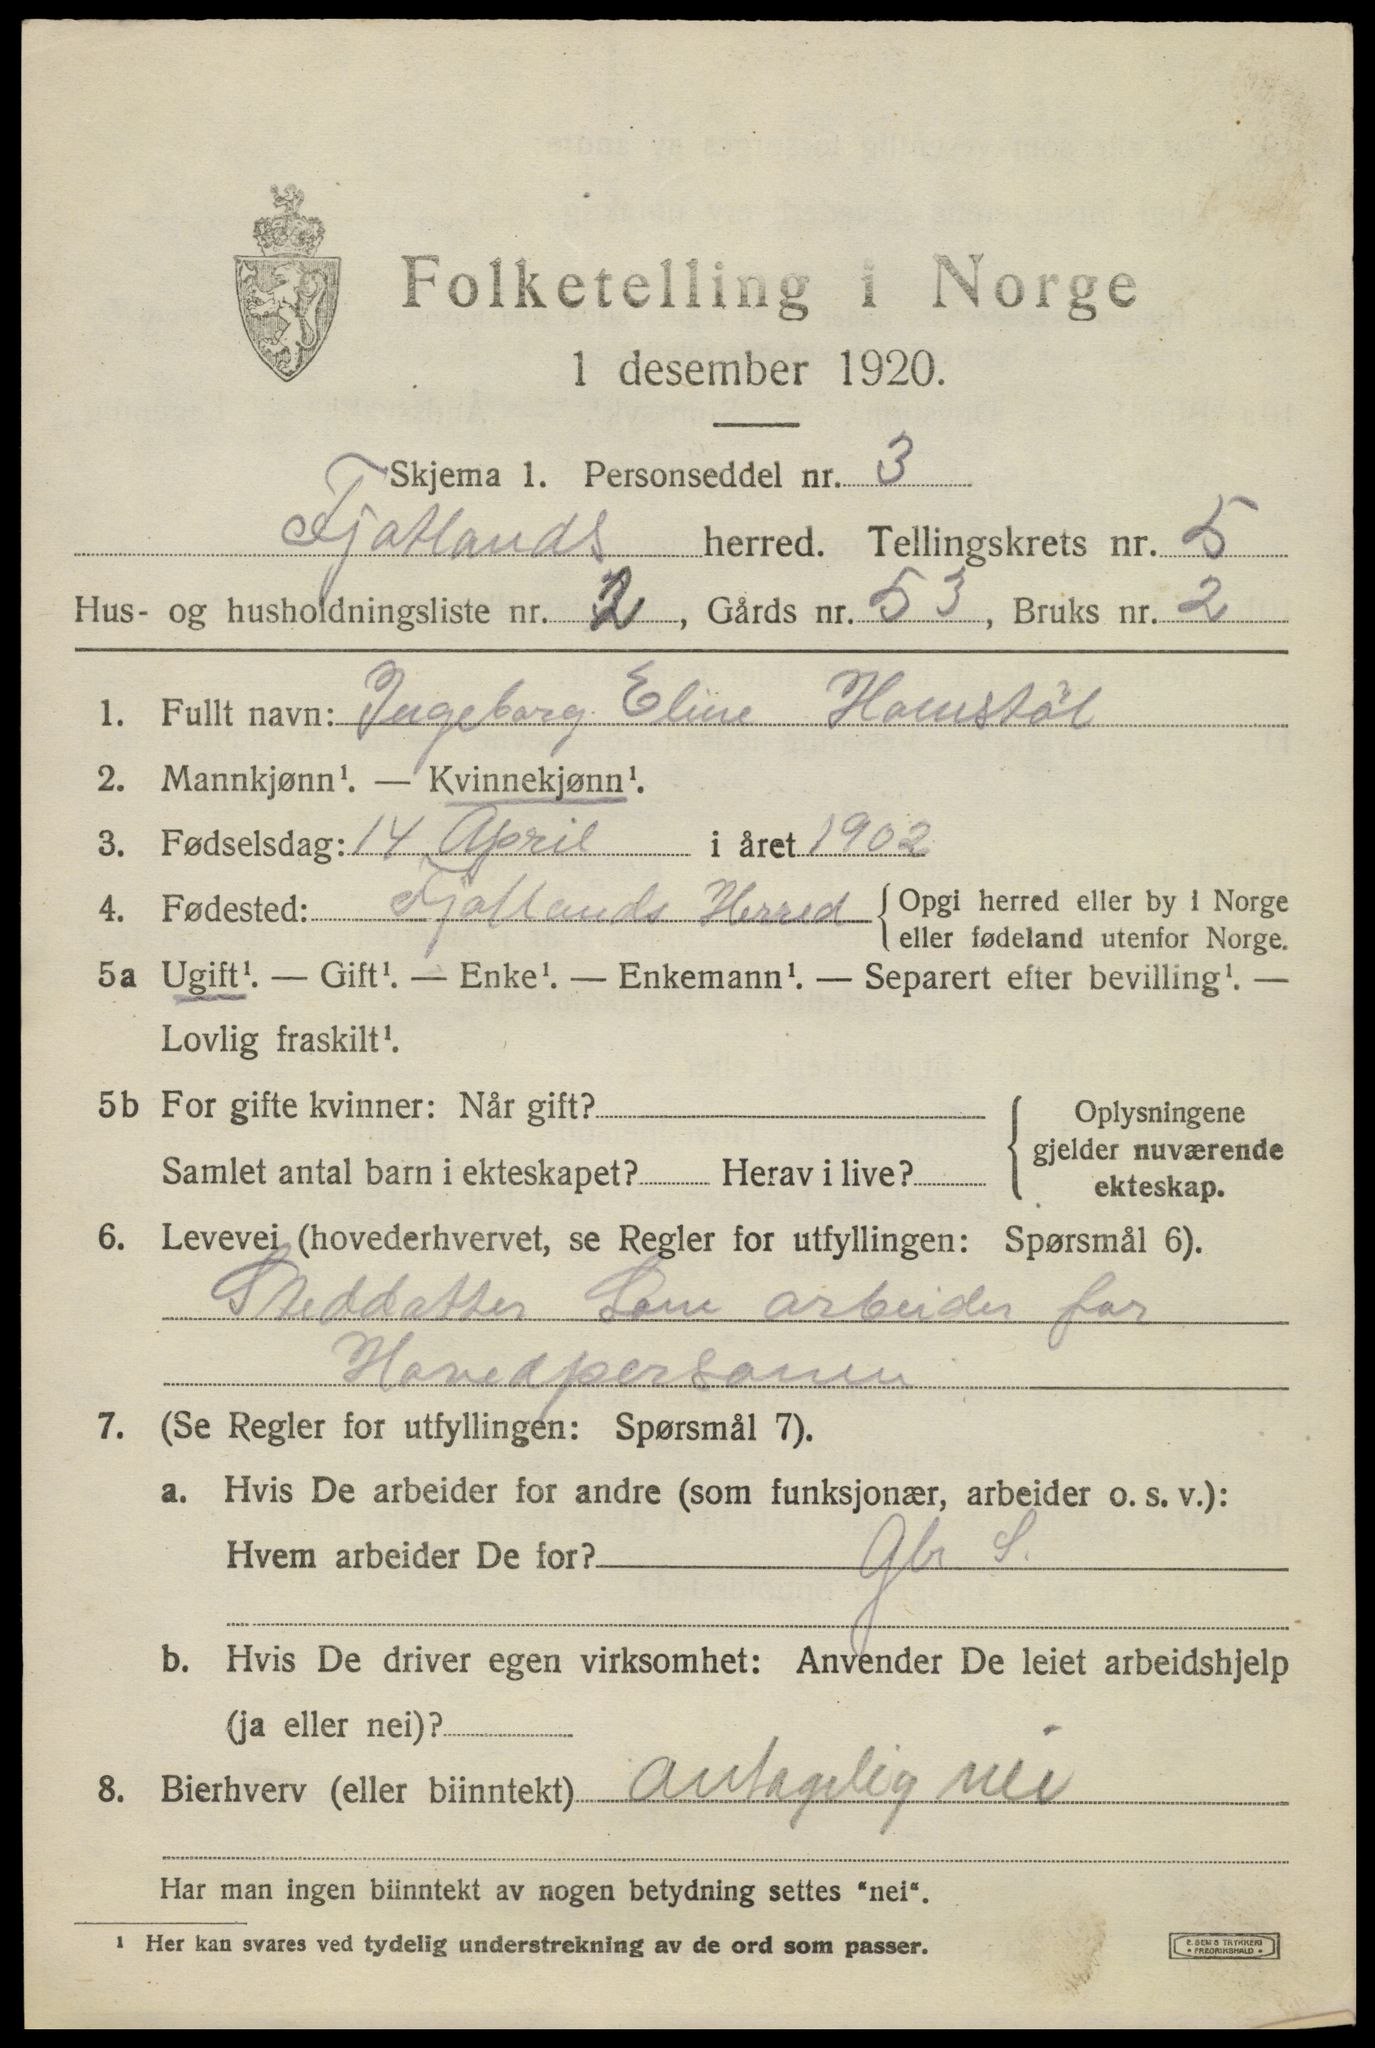 Folketelling i Norge
1 desember 1920.
Skjema 1. Personseddel nr. 3
Fjotlands herred. Tellingskrets nr. 5
Hus- og husholdningsliste nr. 2, Gårds nr. 53, Bruks nr. 2
1. Fullt navn: Ingeborg Eline Homstøl
2. Mannkjønn¹. — Kvinnekjønn¹.
3. Fødselsdag: 14 April i året 1902
4. Fødested: Fjotlands Herred { Opgi herred eller by i Norge
eller fødeland utenfor Norge.
5a Ugift¹. — Gift¹. — Enke¹. — Enkemann¹. — Separert efter bevilling¹. —
Lovlig fraskilt¹.
5b For gifte kvinner: Når gift?
Samlet antal barn i ekteskapet? Herav i live?
{ Oplysningene
gjelder nuværende
ekteskap.
6. Levevei (hovederhvervet, se Regler for utfyllingen: Spørsmål 6).
Steddatter Som arbeider for
Hovedpersonen
7. (Se Regler for utfyllingen: Spørsmål 7).
a. Hvis De arbeider for andre (som funksjonær, arbeider o. s. v.):
Hvem arbeider De for? Gbr S.
b. Hvis De driver egen virksomhet: Anvender De leiet arbeidshjelp
(ja eller nei)?
8. Bierhverv (eller biinntekt) antagelig nei
Har man ingen biinntekt av nogen betydning settes "nei".
¹ Her kan svares ved tydelig understrekning av de ord som passer.
E. SEM'S TRYKKERI
• FREDRIKSHALD •